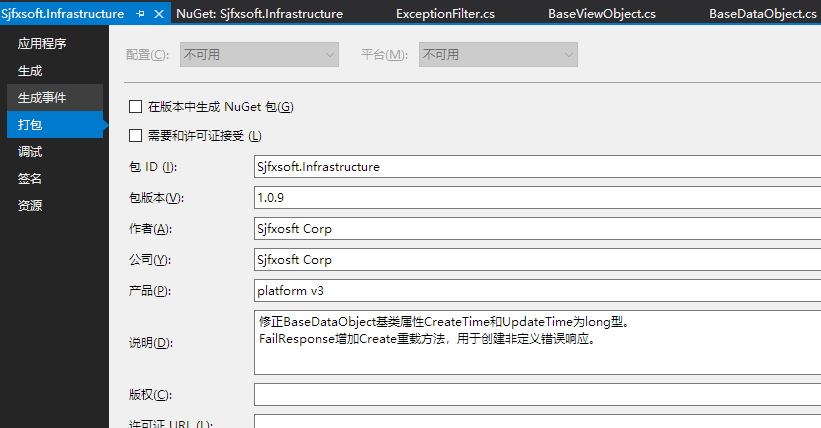 Sjfxsoft.Infrastructure
NuGet: Sjfxsoft.Infrastructure
ExceptionFilter.cs
BaseViewObject.cs
BaseDataObject.cs
应用程序
生成
生成事件
打包
调试
签名
资源
配置(C):
不可用
平台(M):
不可用
在版本中生成 NuGet 包(G)
需要和许可证接受 (L)
包 ID (I):
Sjfxsoft.Infrastructure
包版本(V):
1.0.9
作者(A):
Sjfxosft Corp
公司(Y):
Sjfxosft Corp
产品(P):
platform v3
说明(D):
修正BaseDataObject基类属性CreateTime和UpdateTime为long型。
FailResponse增加Create重载方法，用于创建非定义错误响应。
版权(C):
许可证 URL (L):